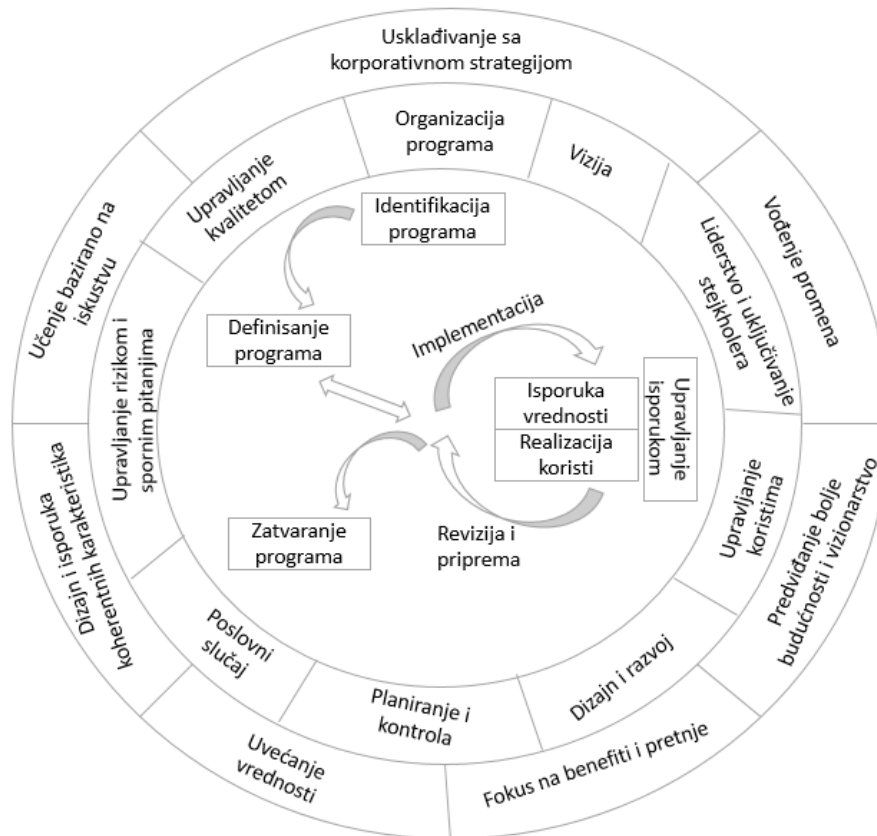 Usklađivanje sa
korporativnom strategijom
Vođenje promena
Predviđanje bolje
budućnosti i vizionarstvo
Fokus na benefiti i pretnje
Uvećanje
vrednosti
Dizajn i isporuka
koherentnih karakteristika
Učenje bazirano na
iskustvu
Organizacija
programa
Vizija
Liderstvo i uključivanje
stejkholera
Upravljanje
koristima
Dizajn i razvoj
Planiranje i
kontrola
Poslovni
slučaj
Upravljanje rizikom i
spornim pitanjima
Upravljanje
kvalitetom
Identifikacija
programa
Definisanje
programa
Implementacija
Isporuka
vrednosti
Realizacija
koristi
Upravljanje
isporukom
Revizija i
priprema
Zatvaranje
programa